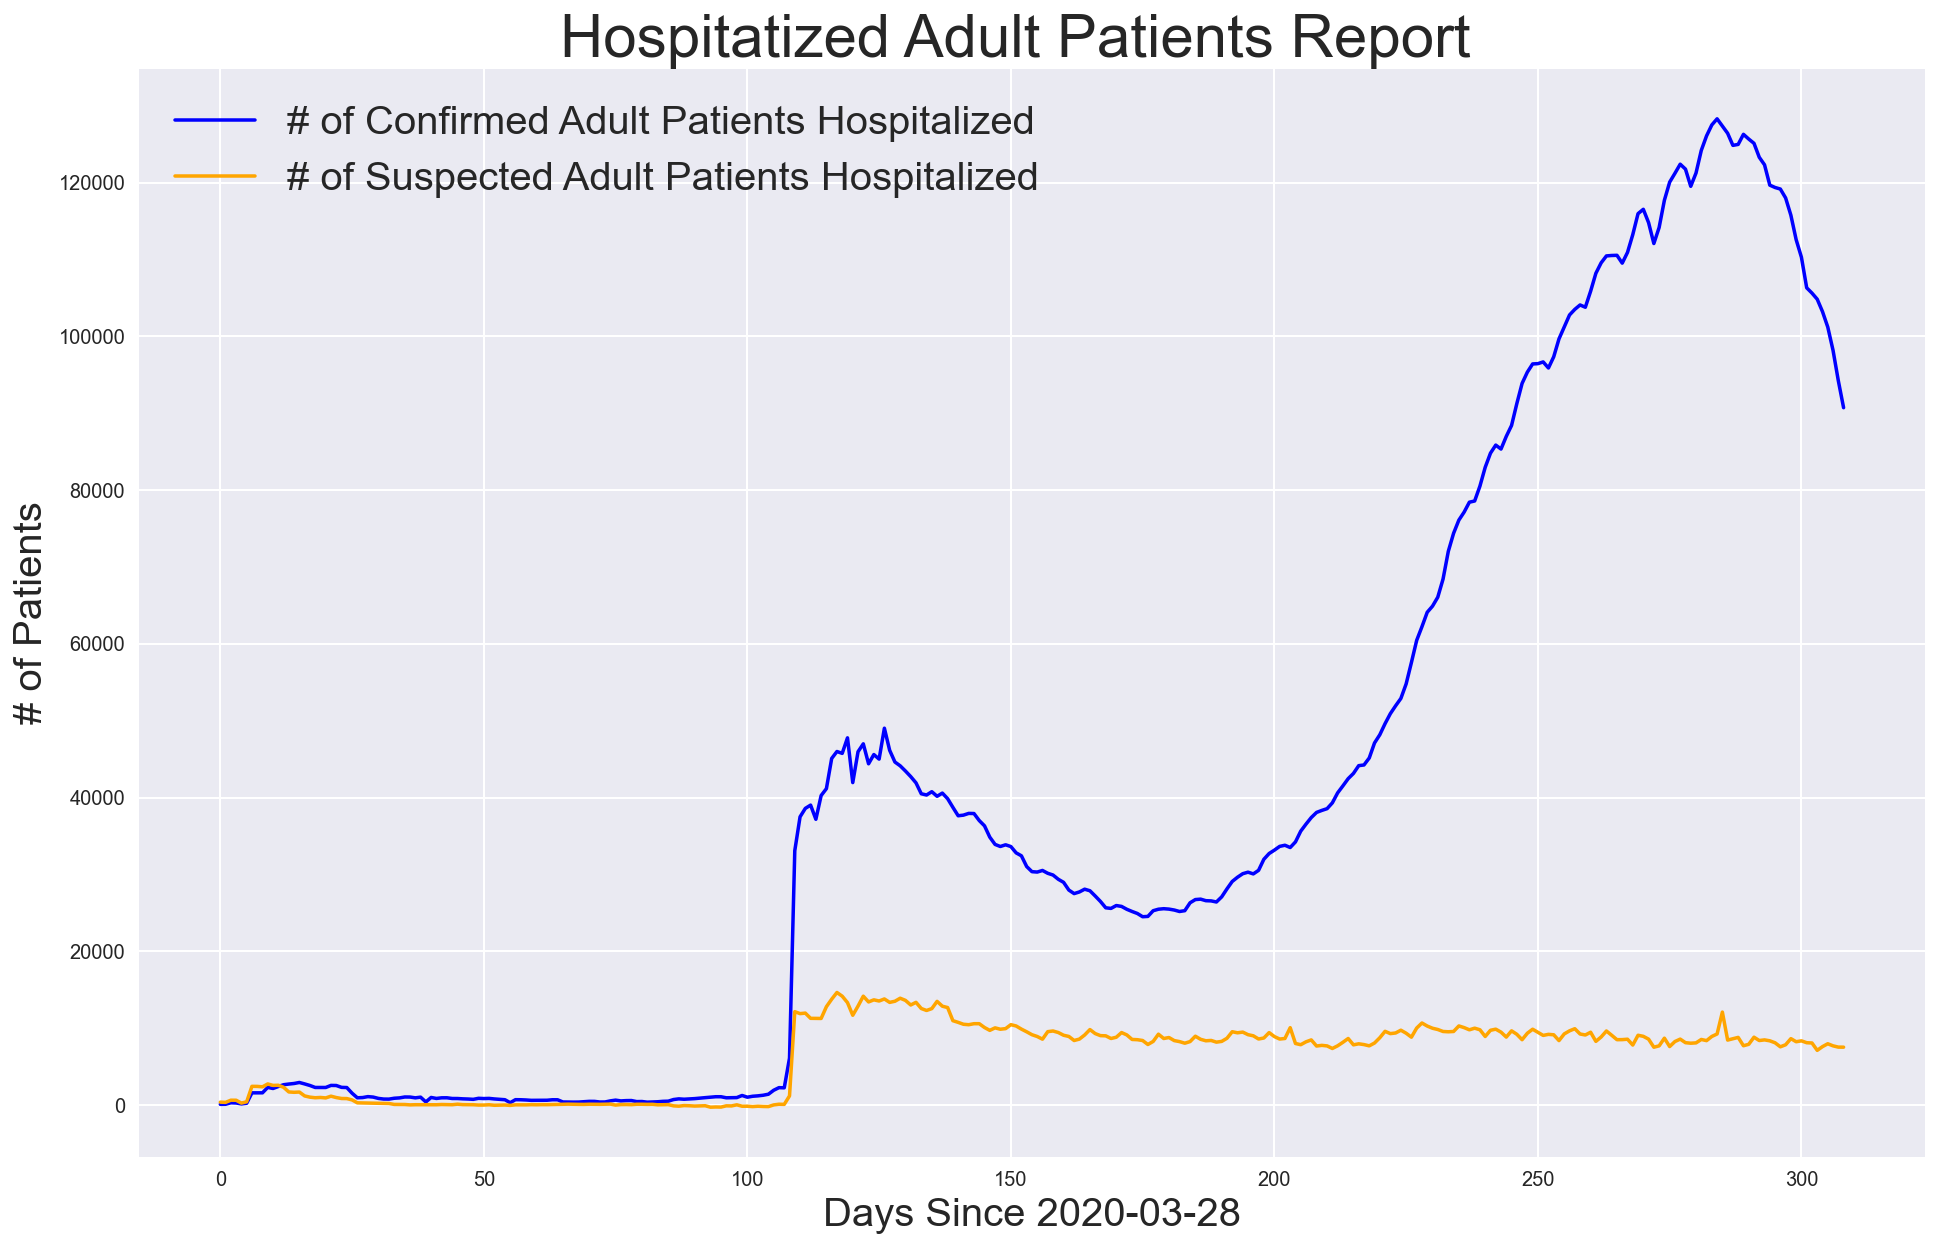 Hospitatized Adult Patients Report
# of Confirmed Adult Patients Hospitalized
# of Suspected Adult Patients Hospitalized
120000
100000
80000
60000
40000
20000
0
# of Patients
0 50 100 150 200 250 300
Days Since 2020-03-28